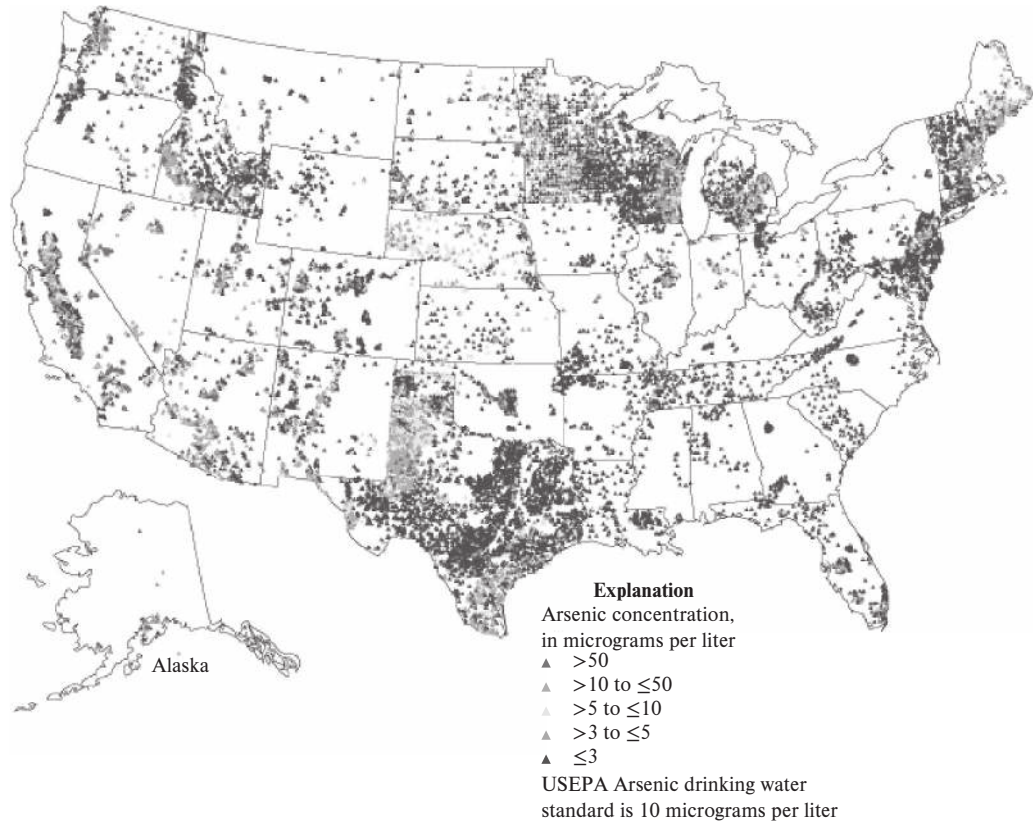 Alaska
Explanation
Arsenic concentration,
in micrograms per liter
>50
>10 to ≤50
>5 to ≤10
>3 to ≤5
≤3
USEPA Arsenic drinking water
standard is 10 micrograms per liter